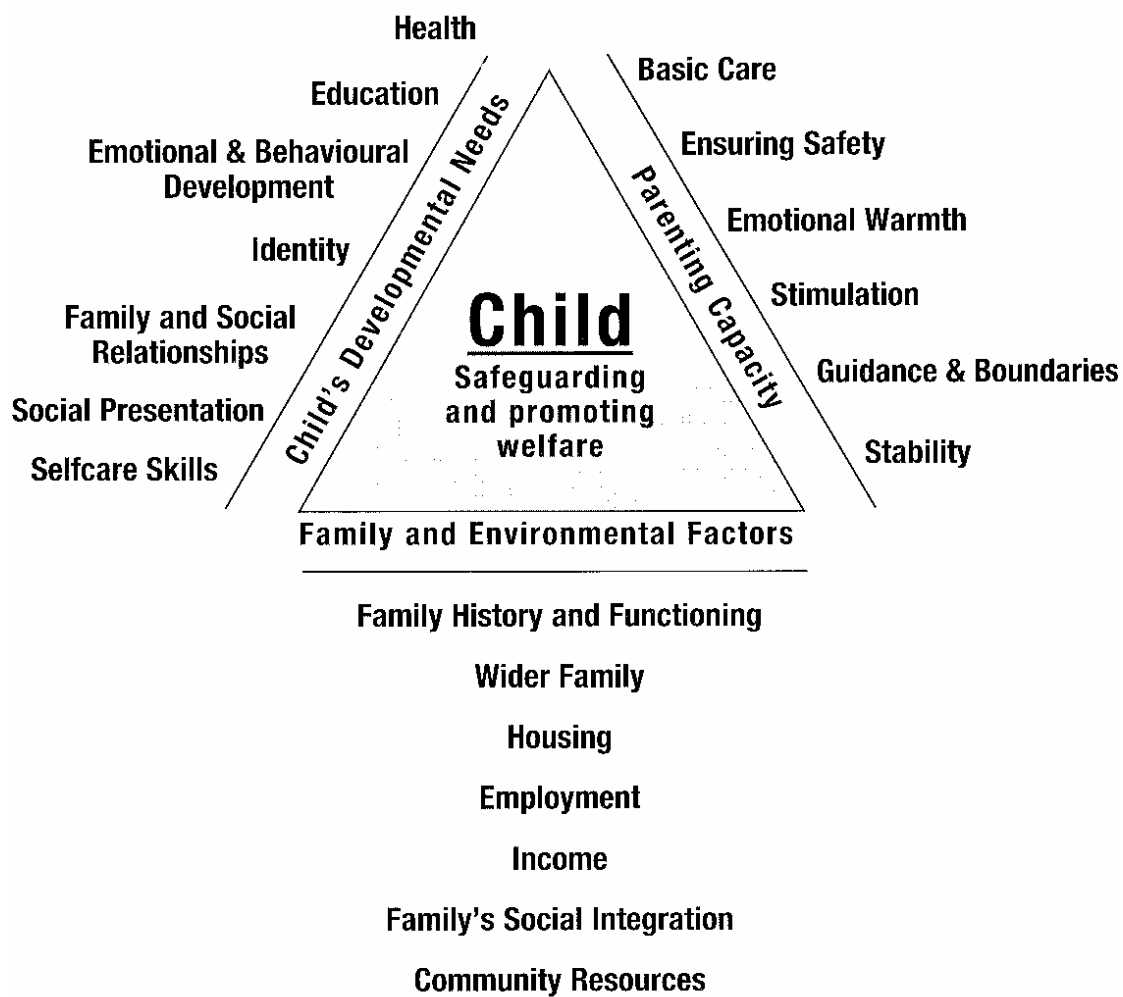 Health
Education
Emotional & Behavioural
Development
Identity
Family and Social
Relationships
Social Presentation
Selfcare Skills
Child's Developmental Needs
Basic Care
Ensuring Safety
Emotional Warmth
Stimulation
Guidance & Boundaries
Stability
Parenting Capacity
Child
Safeguarding
and promoting
welfare
Family and Environmental Factors
Family History and Functioning
Wider Family
Housing
Employment
Income
Family's Social Integration
Community Resources